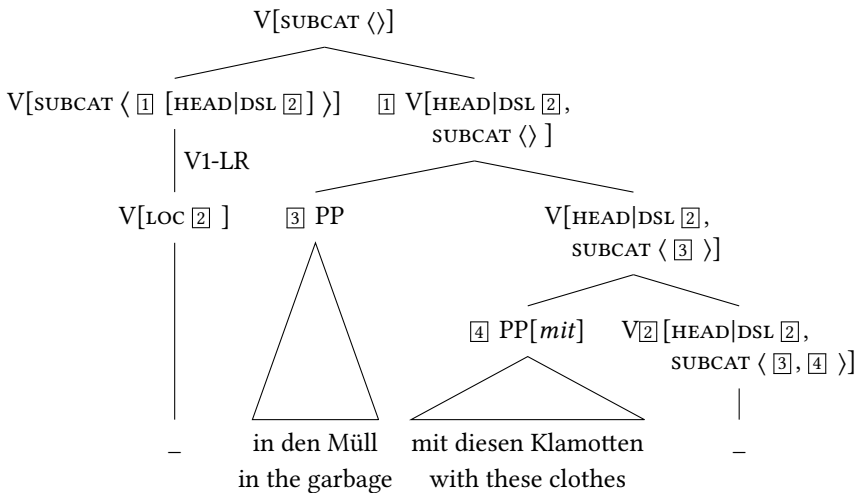 V[SUBCAT ⟨⟩]
V[SUBCAT ⟨ 1 [HEAD|DSL 2] ⟩] 1 V[HEAD|DSL 2,
SUBCAT ⟨⟩ ]
V1-LR
V[LOC 2 ] 3 PP V[HEAD|DSL 2,
SUBCAT ⟨ 3 ⟩]
4 PP[mit] V2[HEAD|DSL 2,
SUBCAT ⟨ 3, 4 ⟩]
_ in den Müll mit diesen Klamotten _
in the garbage with these clothes